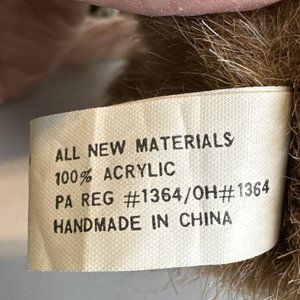 ALL NEW MATERIALS
100% ACRYLIC
PA REG #1364/OH#1364
HANDMADE IN CHINA